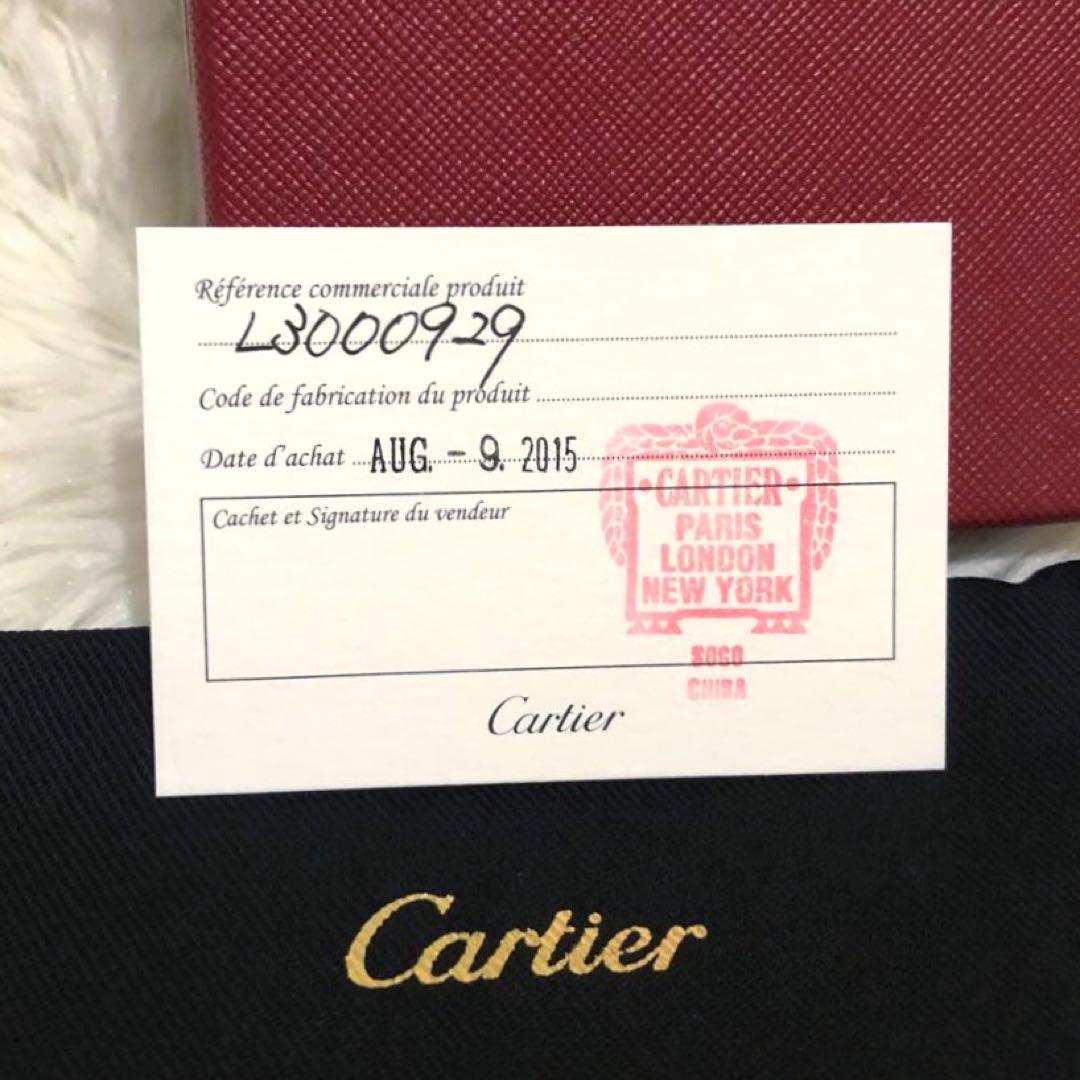 Référence commerciale produit
L3000929
Code de fabrication du produit
Date d'achat AUG. - 9. 2015
Cachet et Signature du vendeur
CARTIER
PARIS
LONDON
NEW YORK
SOGO
CHIBA
Cartier
Cartier